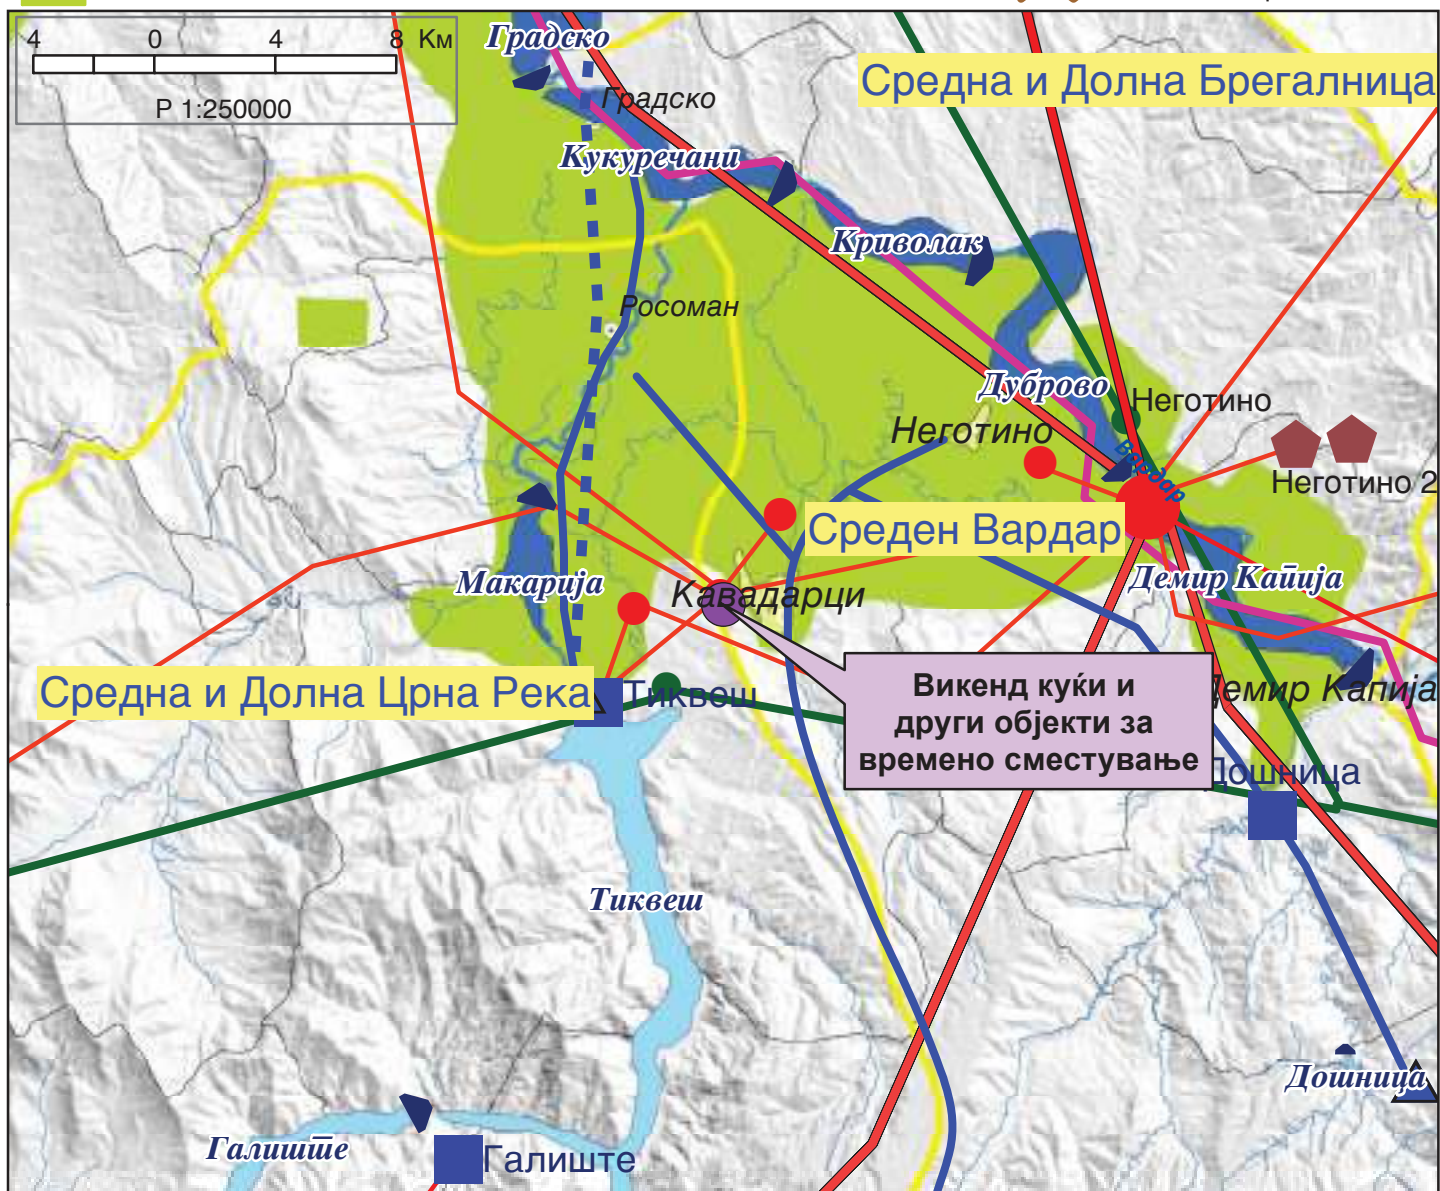 4 0 4 8 Км
Р 1:250000
Градско
Градско
Средна и Долна Брегалница
Кукуречани
Криволак
Росоман
Дуброво
Неготино
Неготино
вардар
Неготино 2
Среден Вардар
Макарија
Кавадарци
Демир Капија
Средна и Долна Црна Река
Тиквеш
Демир Капија
Викенд куќи и
други објекти за
времено сместување
Дошница
Тиквеш
Дошница
Галиште
Галиште